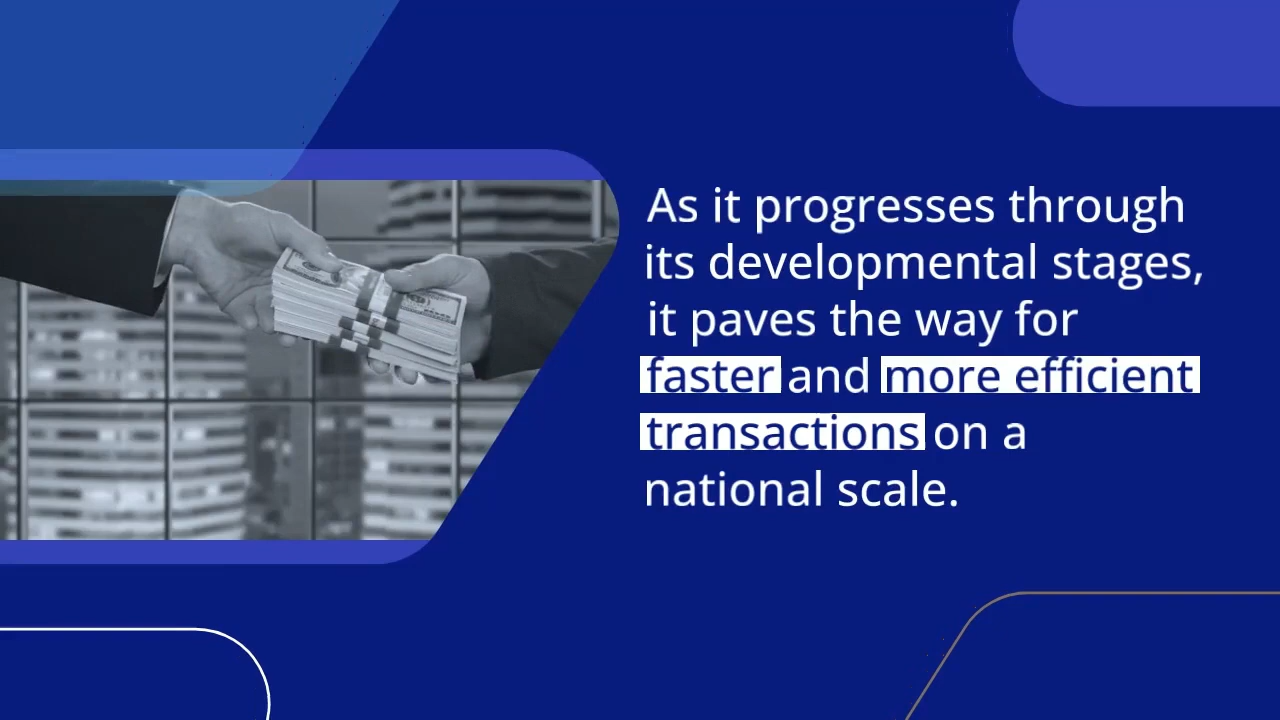 As it progresses through
its developmental stages,
it paves the way for
faster and more efficient
transactions on a
national scale.